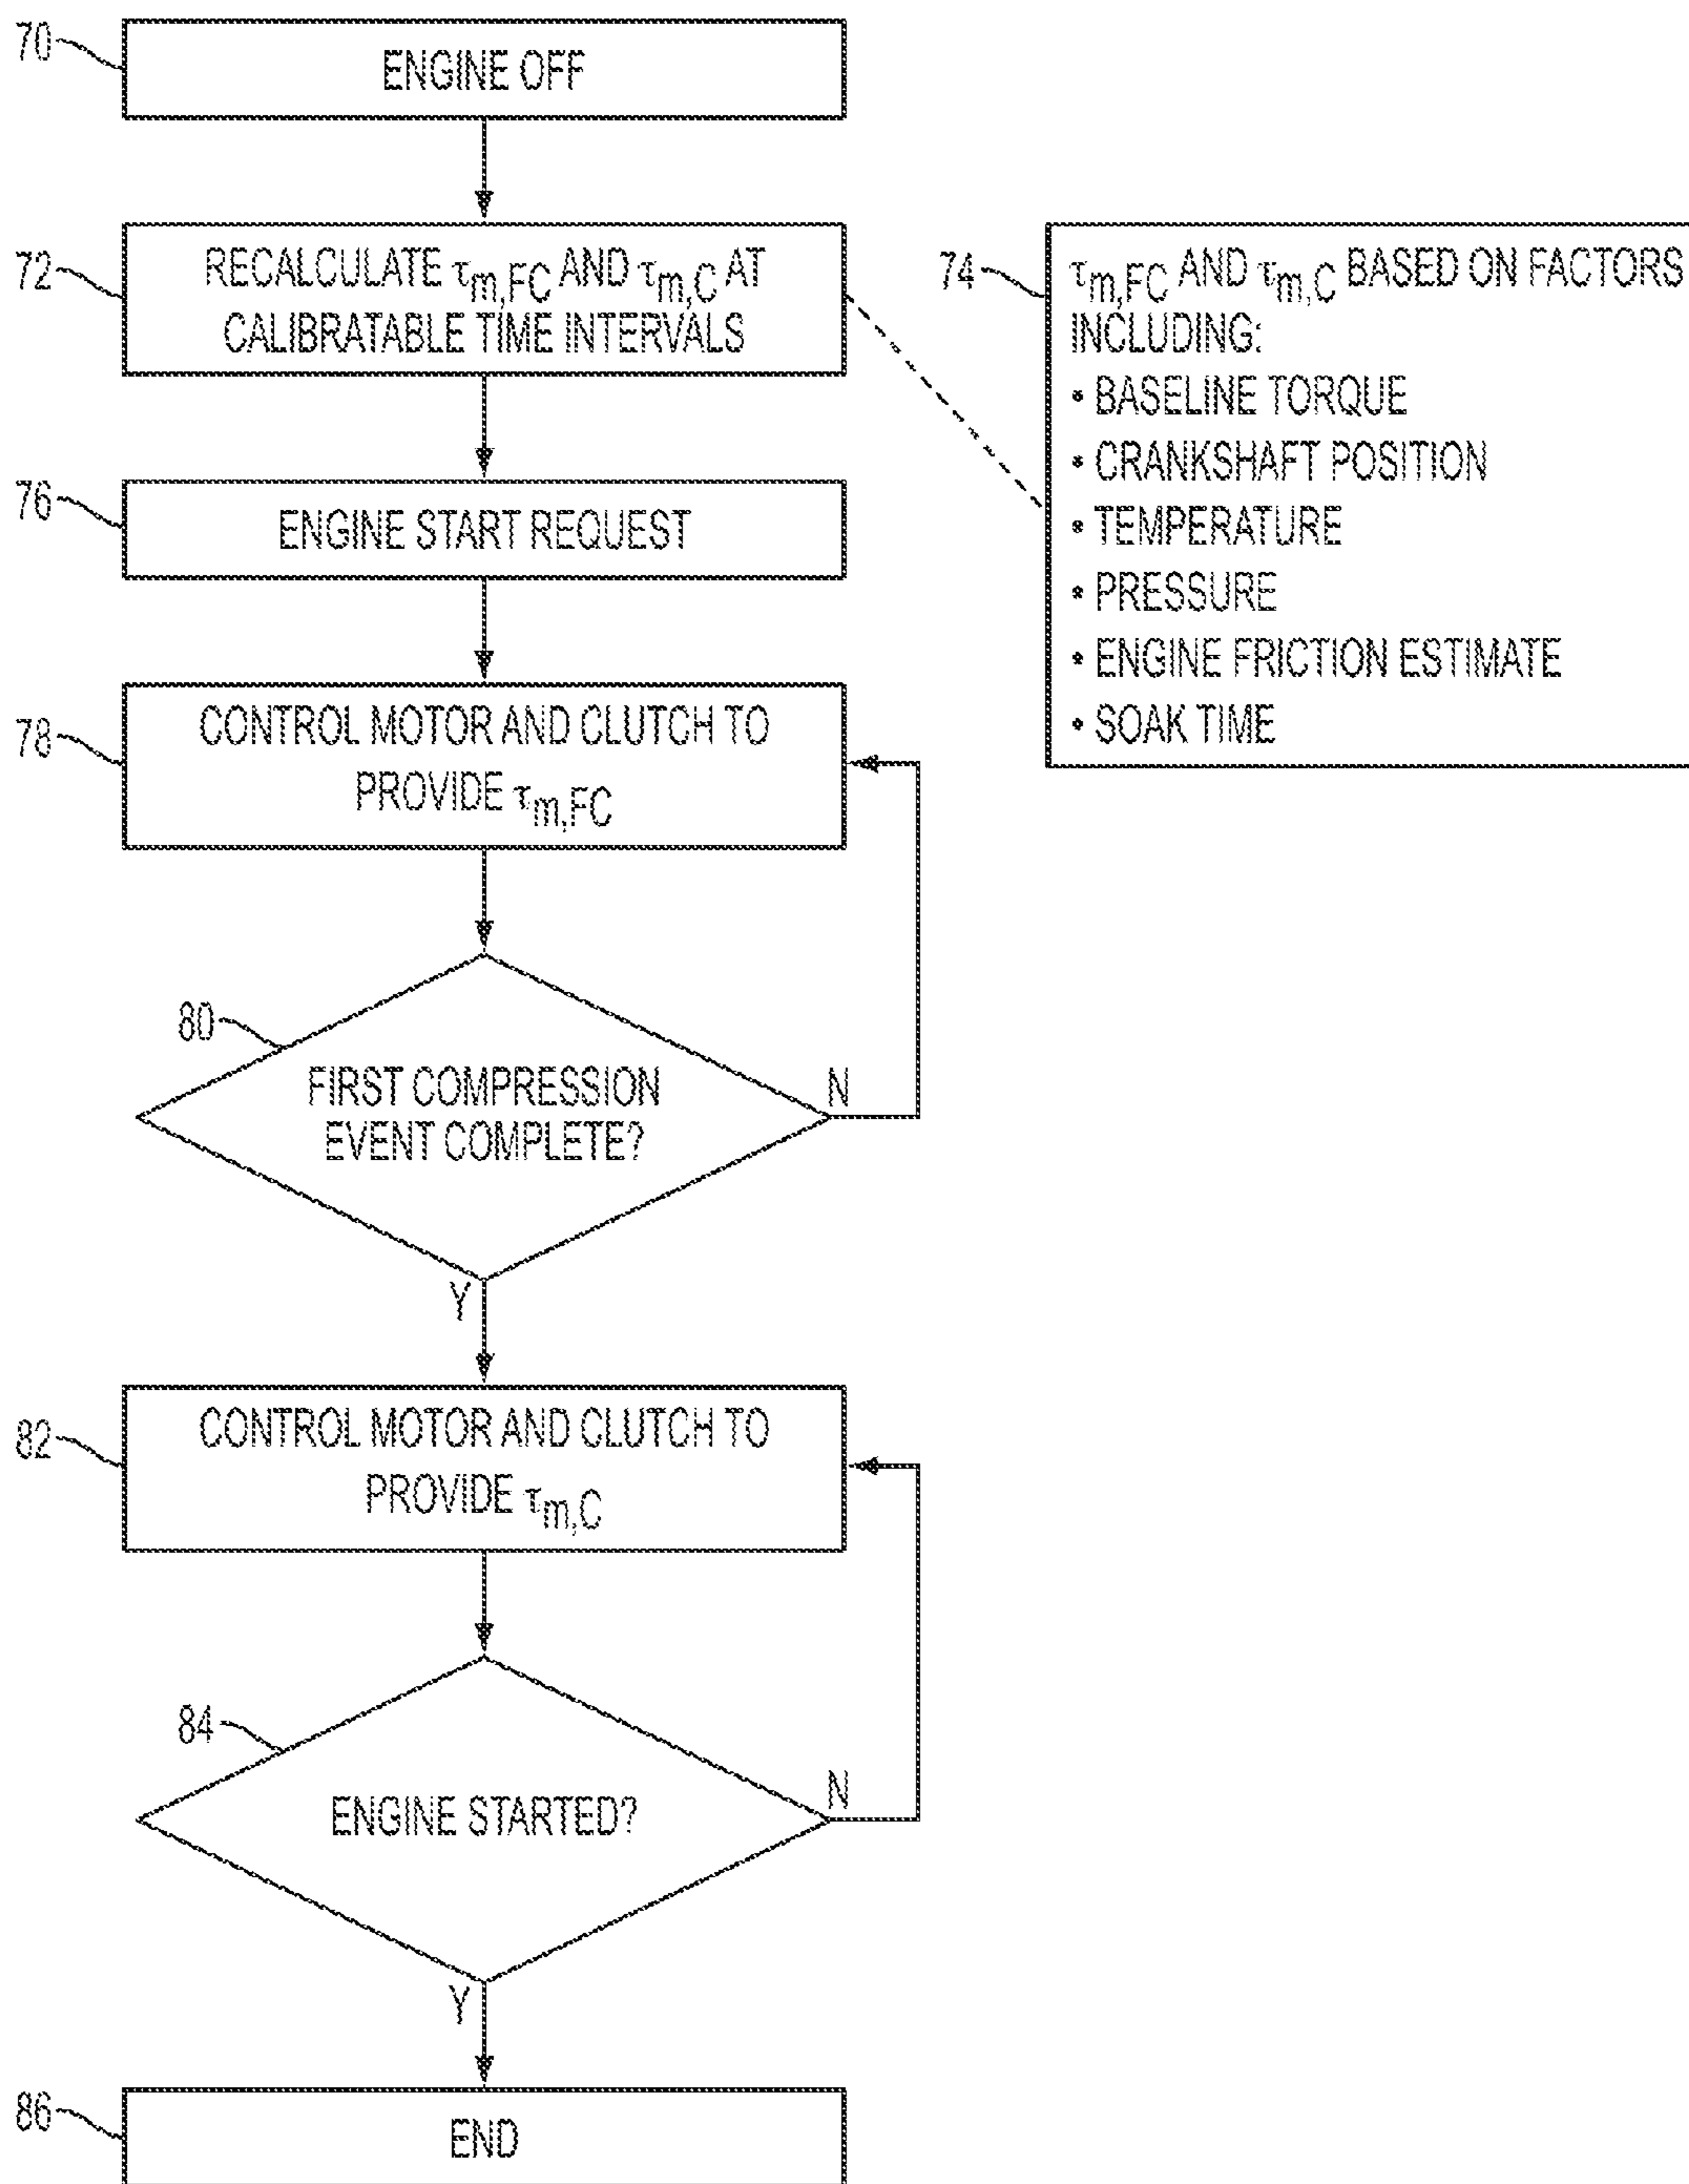 70
ENGINE OFF
72
RECALCULATE τm,FC AND τm,C AT
CALIBRATABLE TIME INTERVALS
74
τm,FC AND τm,C BASED ON FACTORS
INCLUDING:
• BASELINE TORQUE
• CRANKSHAFT POSITION
• TEMPERATURE
• PRESSURE
• ENGINE FRICTION ESTIMATE
• SOAK TIME
76
ENGINE START REQUEST
78
CONTROL MOTOR AND CLUTCH TO
PROVIDE τm,FC
80
FIRST COMPRESSION
EVENT COMPLETE?
N
Y
82
CONTROL MOTOR AND CLUTCH TO
PROVIDE τm,C
84
ENGINE STARTED?
N
Y
86
END